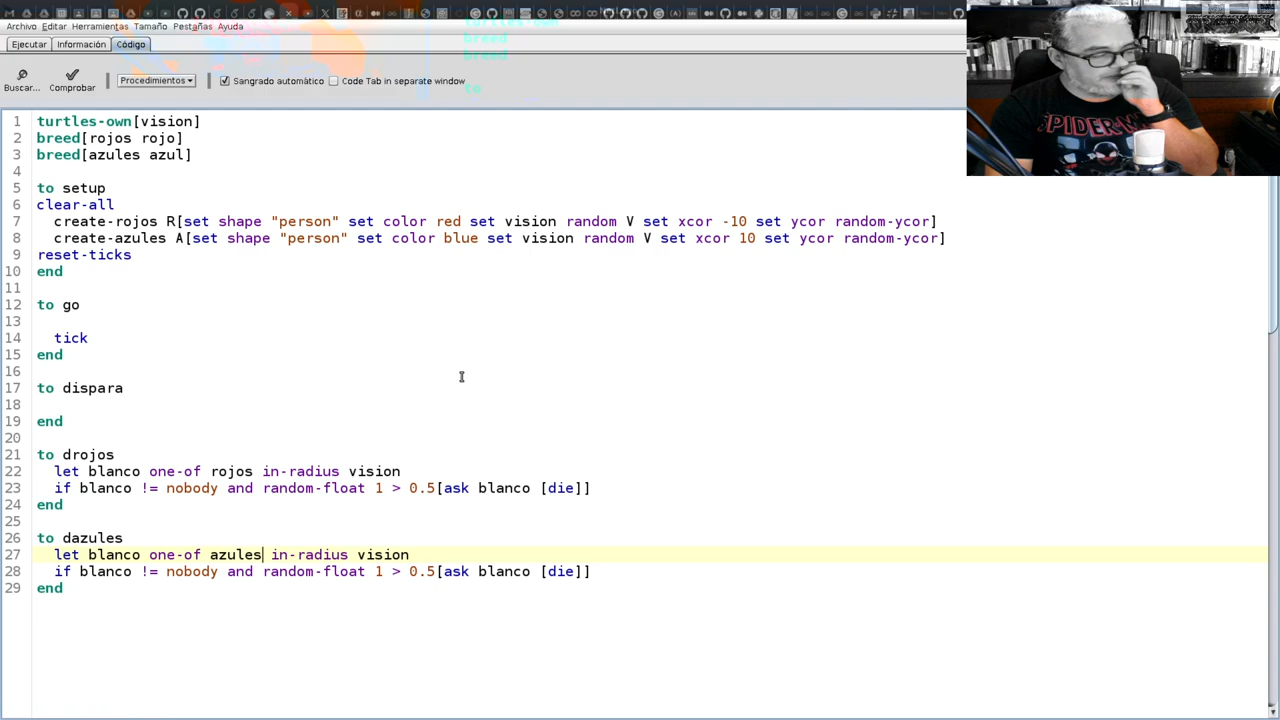 Archivo Editar Herramientas Tamaño Pestañas Ayuda
Ejecutar Información Código
Buscar... Comprobar Procedimientos Sangrado automático Code Tab in separate window
turtles-own
breed
breed
to
1 turtles-own[vision]
2 breed[rojos rojo]
3 breed[azules azul]
4
5 to setup
6 clear-all
7 create-rojos R[set shape "person" set color red set vision random V set xcor -10 set ycor random-ycor]
8 create-azules A[set shape "person" set color blue set vision random V set xcor 10 set ycor random-ycor]
9 reset-ticks
10 end
11
12 to go
13
14 tick
15 end
16
17 to dispara
18
19 end
20
21 to drojos
22 let blanco one-of rojos in-radius vision
23 if blanco != nobody and random-float 1 > 0.5[ask blanco [die]]
24 end
25
26 to dazules
27 let blanco one-of azules in-radius vision
28 if blanco != nobody and random-float 1 > 0.5[ask blanco [die]]
29 end